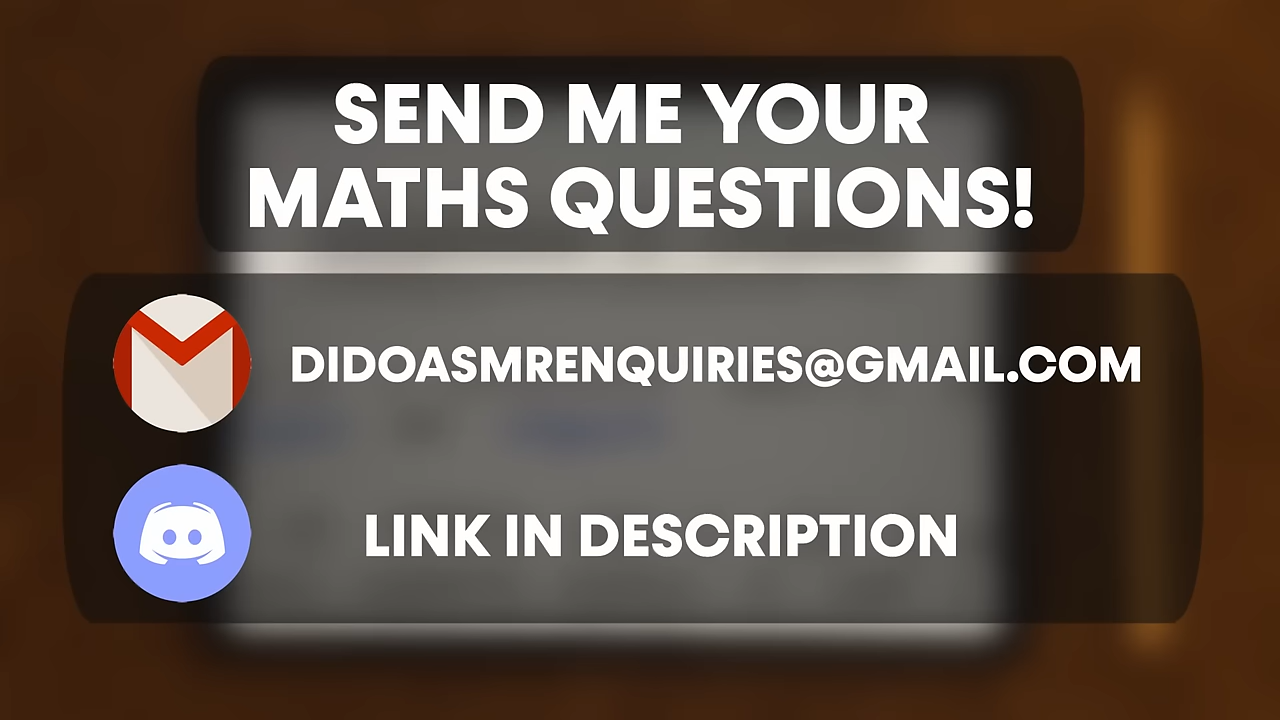 SEND ME YOUR
MATHS QUESTIONS!
DIDOASMRENQUIRIES@GMAIL.COM
LINK IN DESCRIPTION